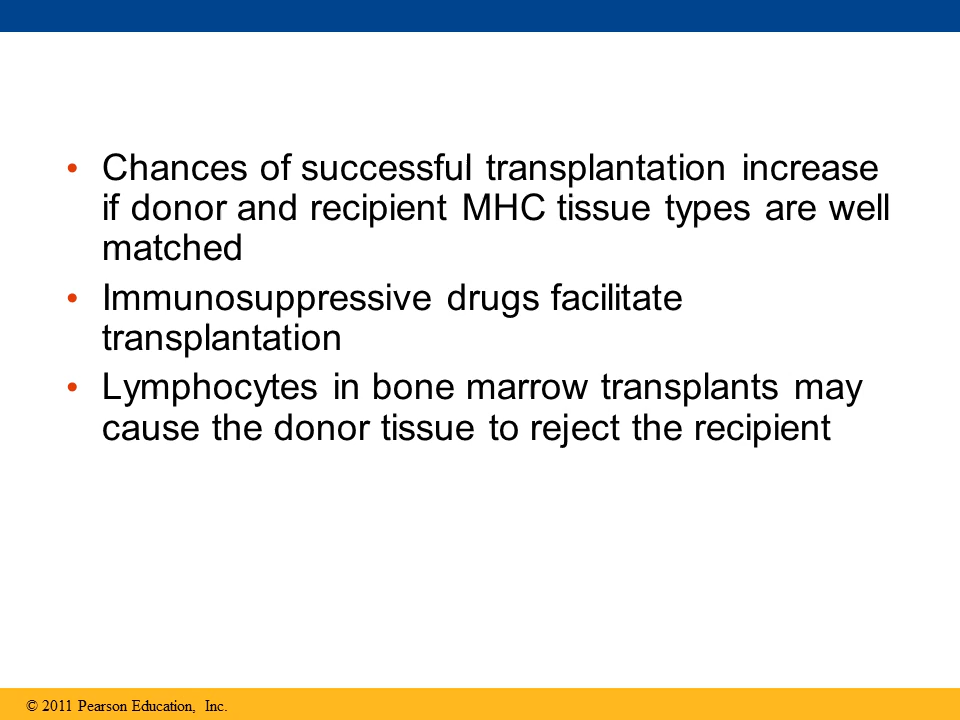 • Chances of successful transplantation increase
if donor and recipient MHC tissue types are well
matched
• Immunosuppressive drugs facilitate
transplantation
• Lymphocytes in bone marrow transplants may
cause the donor tissue to reject the recipient
© 2011 Pearson Education, Inc.